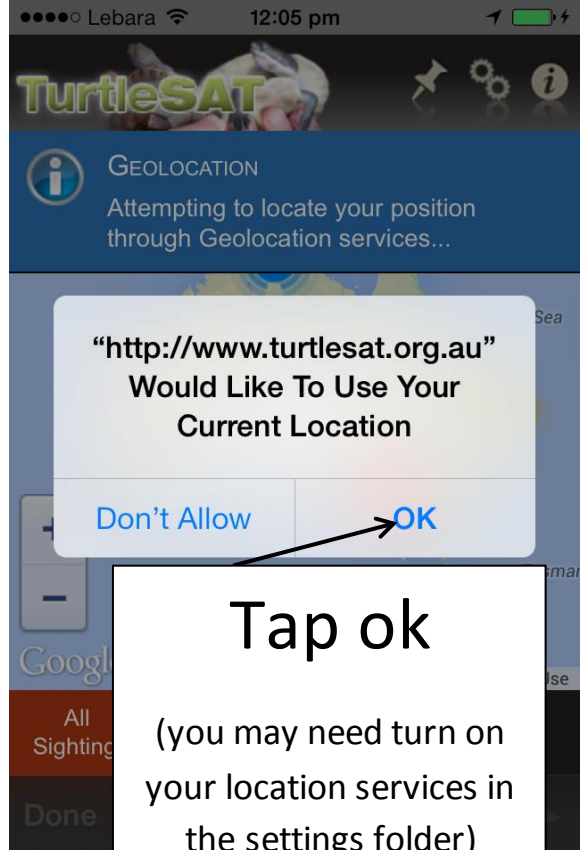 Lebara 12:05 pm
TurtleSAT
GEOLOCATION
Attempting to locate your position
through Geolocation services...
Sea
“http://www.turtlesat.org.au”
Would Like To Use Your
Current Location
Don’t Allow OK
Tap ok
(you may need turn on
your location services in
the settings folder)
All
Done